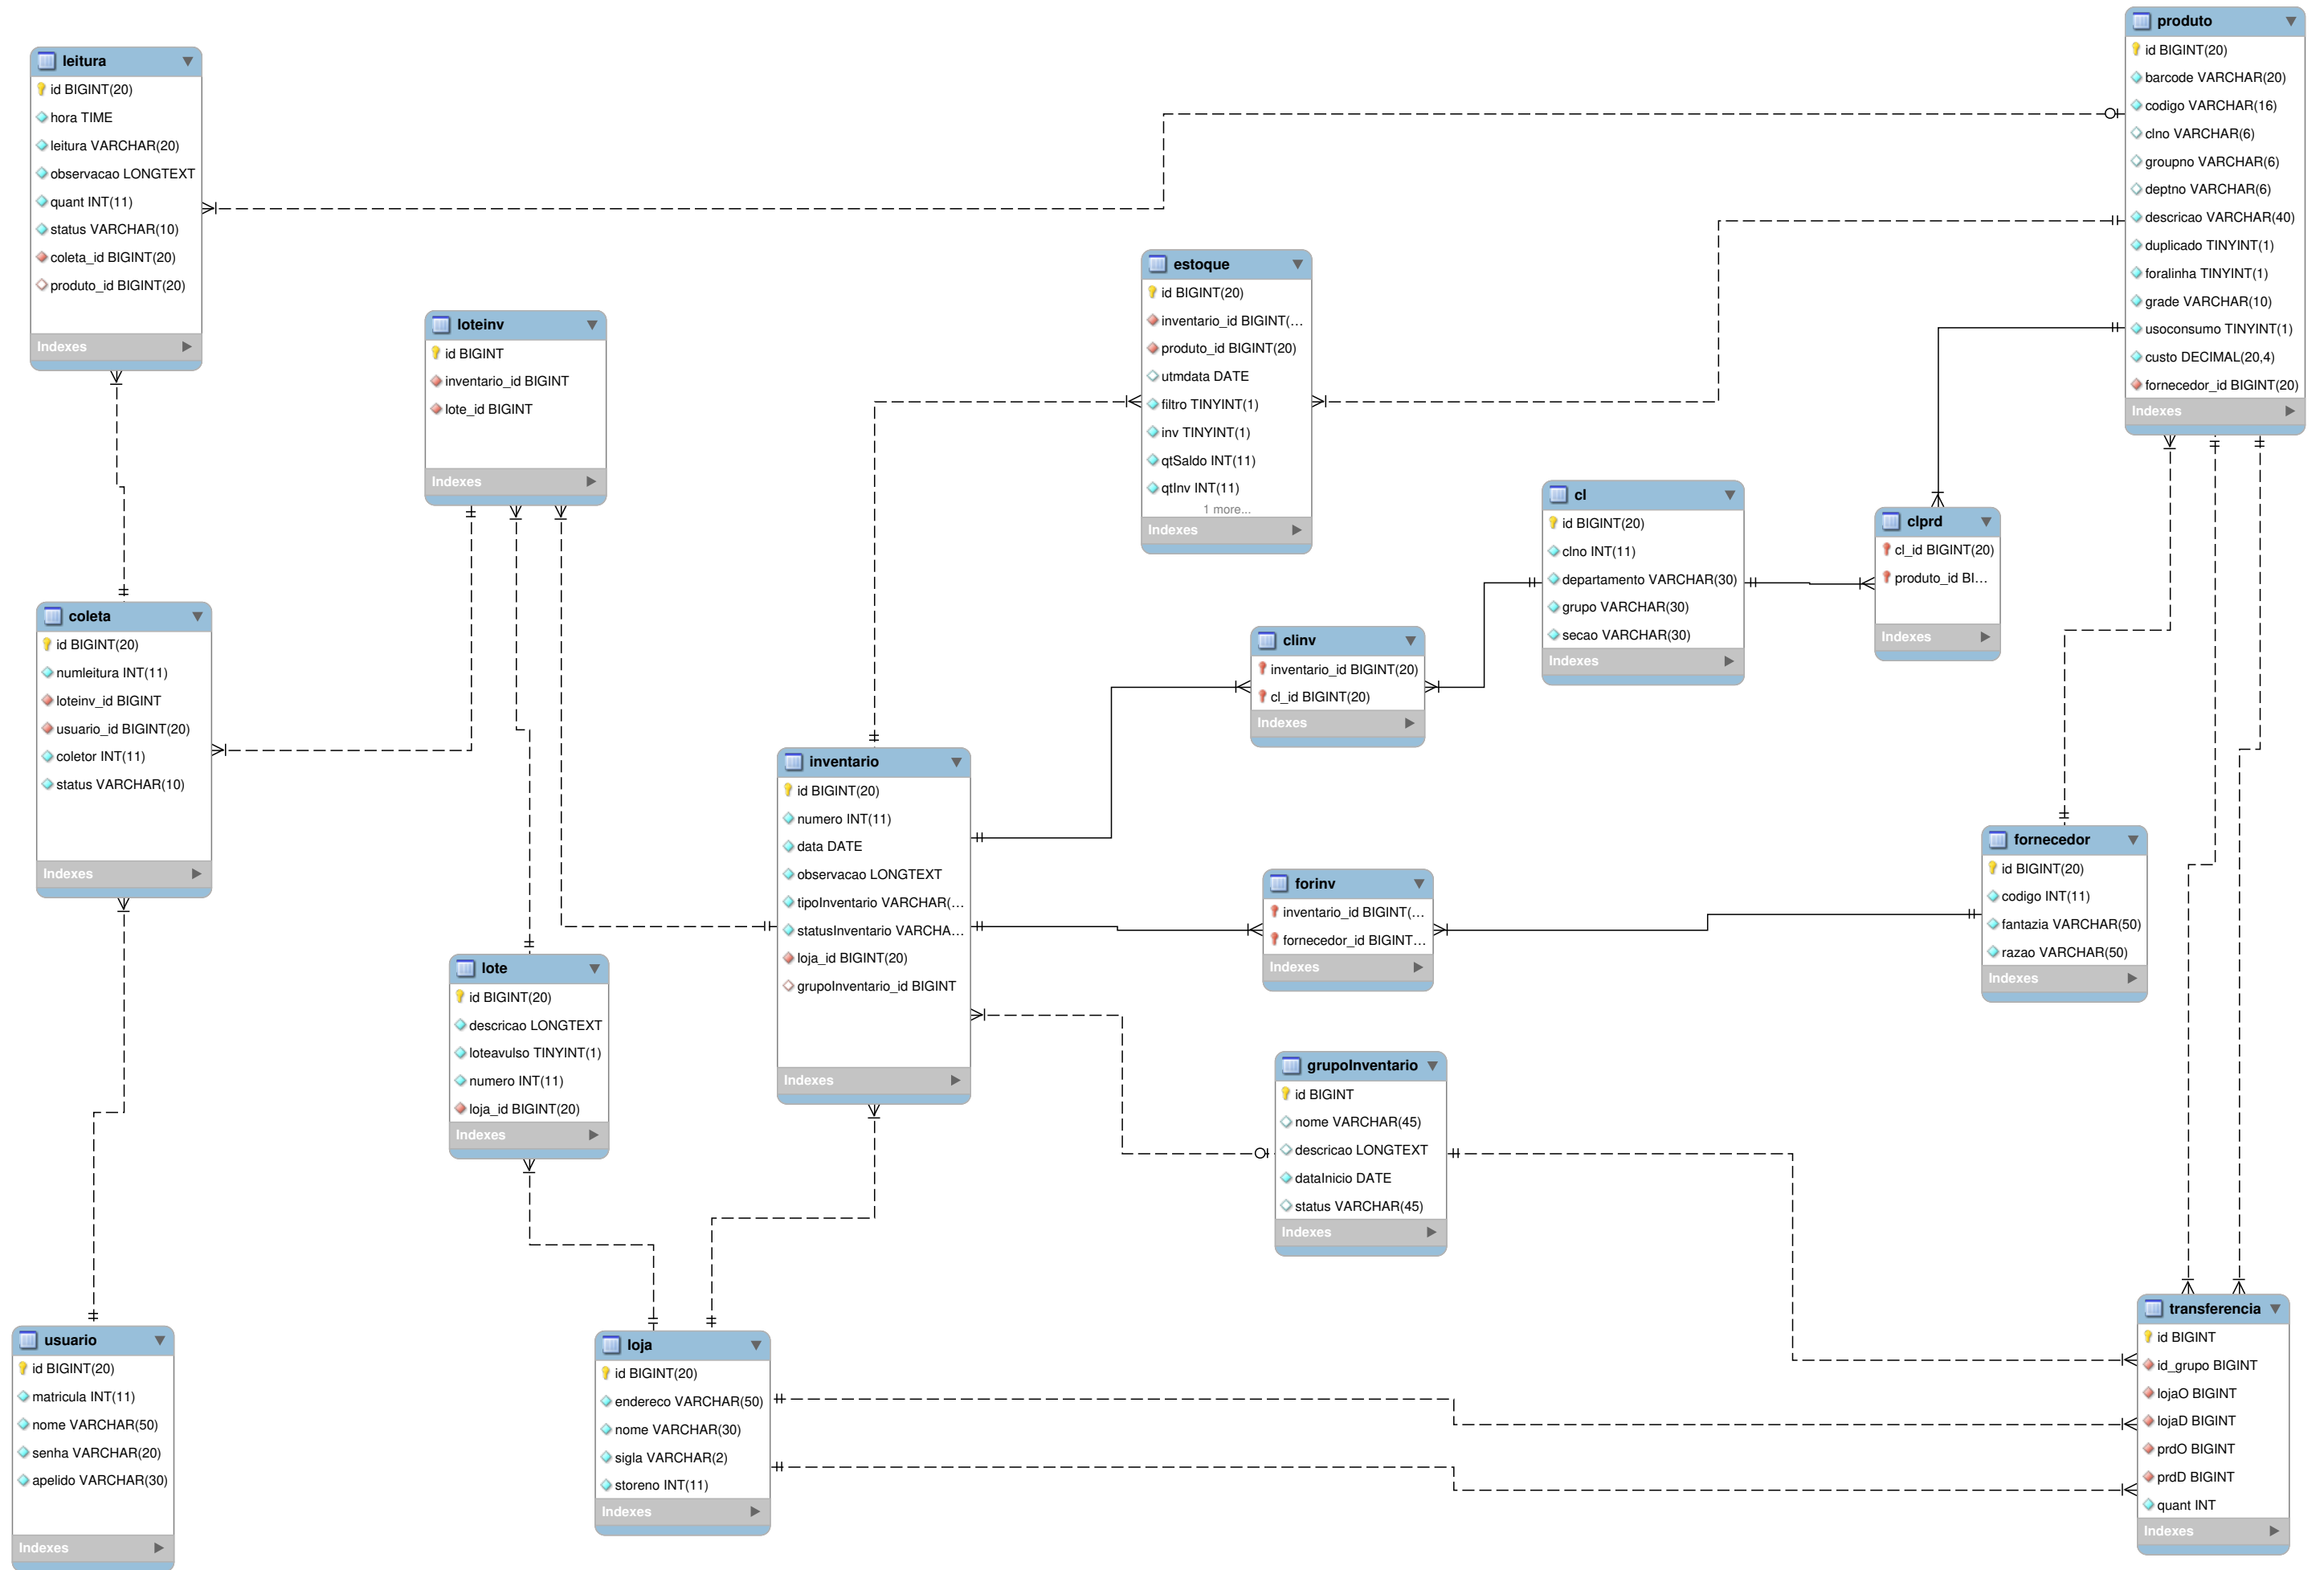 produto
id BIGINT(20)
barcode VARCHAR(20)
codigo VARCHAR(16)
clno VARCHAR(6)
groupno VARCHAR(6)
deptno VARCHAR(6)
descricao VARCHAR(40)
duplicado TINYINT(1)
foralinha TINYINT(1)
grade VARCHAR(10)
usoconsumo TINYINT(1)
custo DECIMAL(20,4)
fornecedor_id BIGINT(20)
Indexes
leitura
id BIGINT(20)
hora TIME
leitura VARCHAR(20)
observacao LONGTEXT
quant INT(11)
status VARCHAR(10)
coleta_id BIGINT(20)
produto_id BIGINT(20)
Indexes
estoque
id BIGINT(20)
inventario_id BIGINT(...
produto_id BIGINT(20)
utmdata DATE
filtro TINYINT(1)
inv TINYINT(1)
qtSaldo INT(11)
qtInv INT(11)
1 more...
Indexes
loteinv
id BIGINT
inventario_id BIGINT
lote_id BIGINT
Indexes
cl
id BIGINT(20)
clno INT(11)
departamento VARCHAR(30)
grupo VARCHAR(30)
secao VARCHAR(30)
Indexes
clprd
cl_id BIGINT(20)
produto_id BI...
Indexes
coleta
id BIGINT(20)
numleitura INT(11)
loteinv_id BIGINT
usuario_id BIGINT(20)
coletor INT(11)
status VARCHAR(10)
Indexes
clinv
inventario_id BIGINT(20)
cl_id BIGINT(20)
Indexes
inventario
id BIGINT(20)
numero INT(11)
data DATE
observacao LONGTEXT
tipoInventario VARCHAR(...
statusInventario VARCHA...
loja_id BIGINT(20)
grupoInventario_id BIGINT
Indexes
fornecedor
id BIGINT(20)
codigo INT(11)
fantazia VARCHAR(50)
razao VARCHAR(50)
Indexes
forinv
inventario_id BIGINT(...
fornecedor_id BIGINT...
Indexes
lote
id BIGINT(20)
descricao LONGTEXT
loteavulso TINYINT(1)
numero INT(11)
loja_id BIGINT(20)
Indexes
grupoInventario
id BIGINT
nome VARCHAR(45)
descricao LONGTEXT
dataInicio DATE
status VARCHAR(45)
Indexes
transferencia
id BIGINT
id_grupo BIGINT
lojaO BIGINT
lojaD BIGINT
prdO BIGINT
prdD BIGINT
quant INT
Indexes
usuario
id BIGINT(20)
matricula INT(11)
nome VARCHAR(50)
senha VARCHAR(20)
apelido VARCHAR(30)
Indexes
loja
id BIGINT(20)
endereco VARCHAR(50)
nome VARCHAR(30)
sigla VARCHAR(2)
storeno INT(11)
Indexes